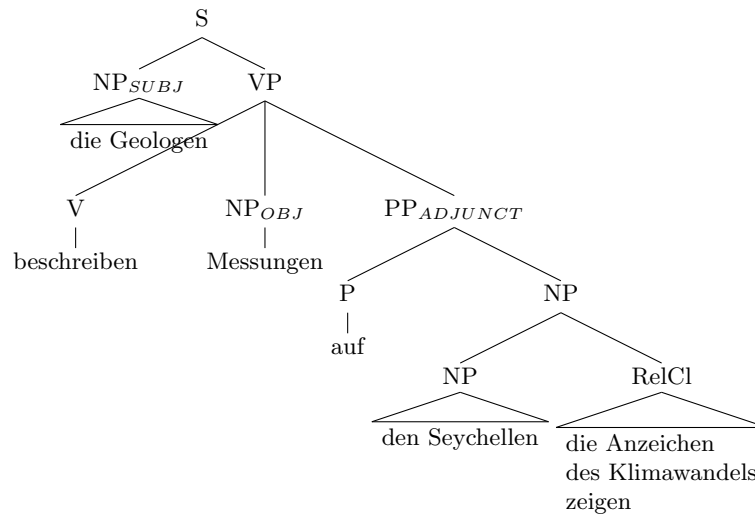 S
NP_SUBJ VP
die Geologen
V NP_OBJ PP_ADJUNCT
beschreiben Messungen
P NP
auf
NP RelCl
den Seychellen
die Anzeichen
des Klimawandels
zeigen